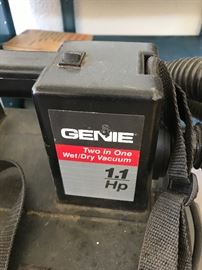 GENIE
Two in One
Wet/Dry Vacuum
1.1
Hp